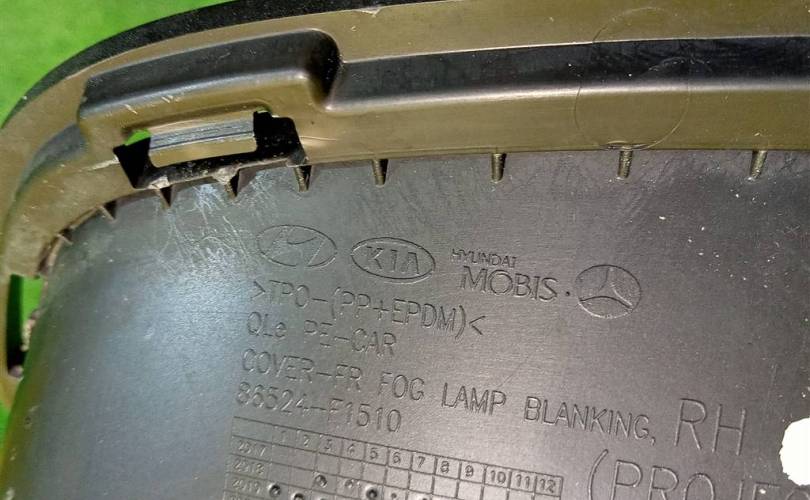 KIA
HYUNDAI
MOBIS
>TPO-(PP+EPDM)<
QLe PE-CAR
COVER-FR FOG LAMP BLANKING, RH
86524-F1510
1 2 3 4 5 6 7 8 9 10 11 12
2017
2018
2019